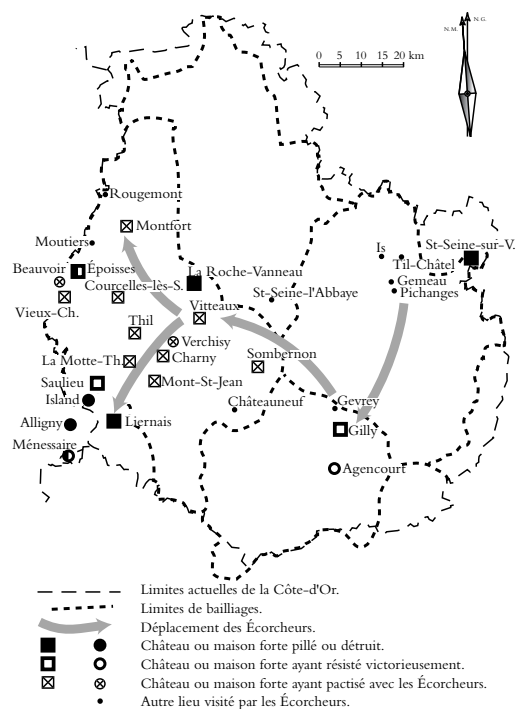 N.M. N.G.
0 5 10 15 20 km
Rougemont
Montfort
Moutiers
Is
St-Seine-sur-V.
Til-Châtel
Beauvoir
Époisses
La Roche-Vanneau
Courcelles-lès-S.
Gemeau
Pichanges
St-Seine-l'Abbaye
Vieux-Ch.
Vitteaux
Thil
Verchisy
Charny
Sombernon
La Motte-Th.
Saulieu
Mont-St-Jean
Island
Châteauneuf
Gevrey
Alligny
Liernais
Gilly
Ménessaire
Agencourt
Limites actuelles de la Côte-d'Or.
Limites de bailliages.
Déplacement des Écorcheurs.
Château ou maison forte pillé ou détruit.
Château ou maison forte ayant résisté victorieusement.
Château ou maison forte ayant pactisé avec les Écorcheurs.
Autre lieu visité par les Écorcheurs.